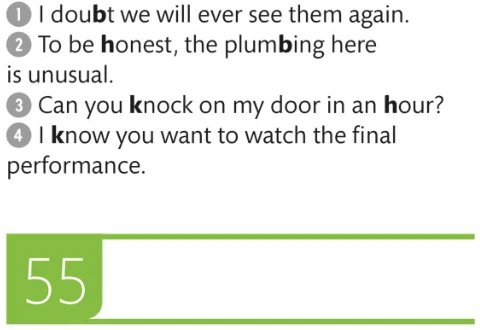 1 I doubt we will ever see them again.
2 To be honest, the plumbing here
is unusual.
3 Can you knock on my door in an hour?
4 I know you want to watch the final
performance.
55